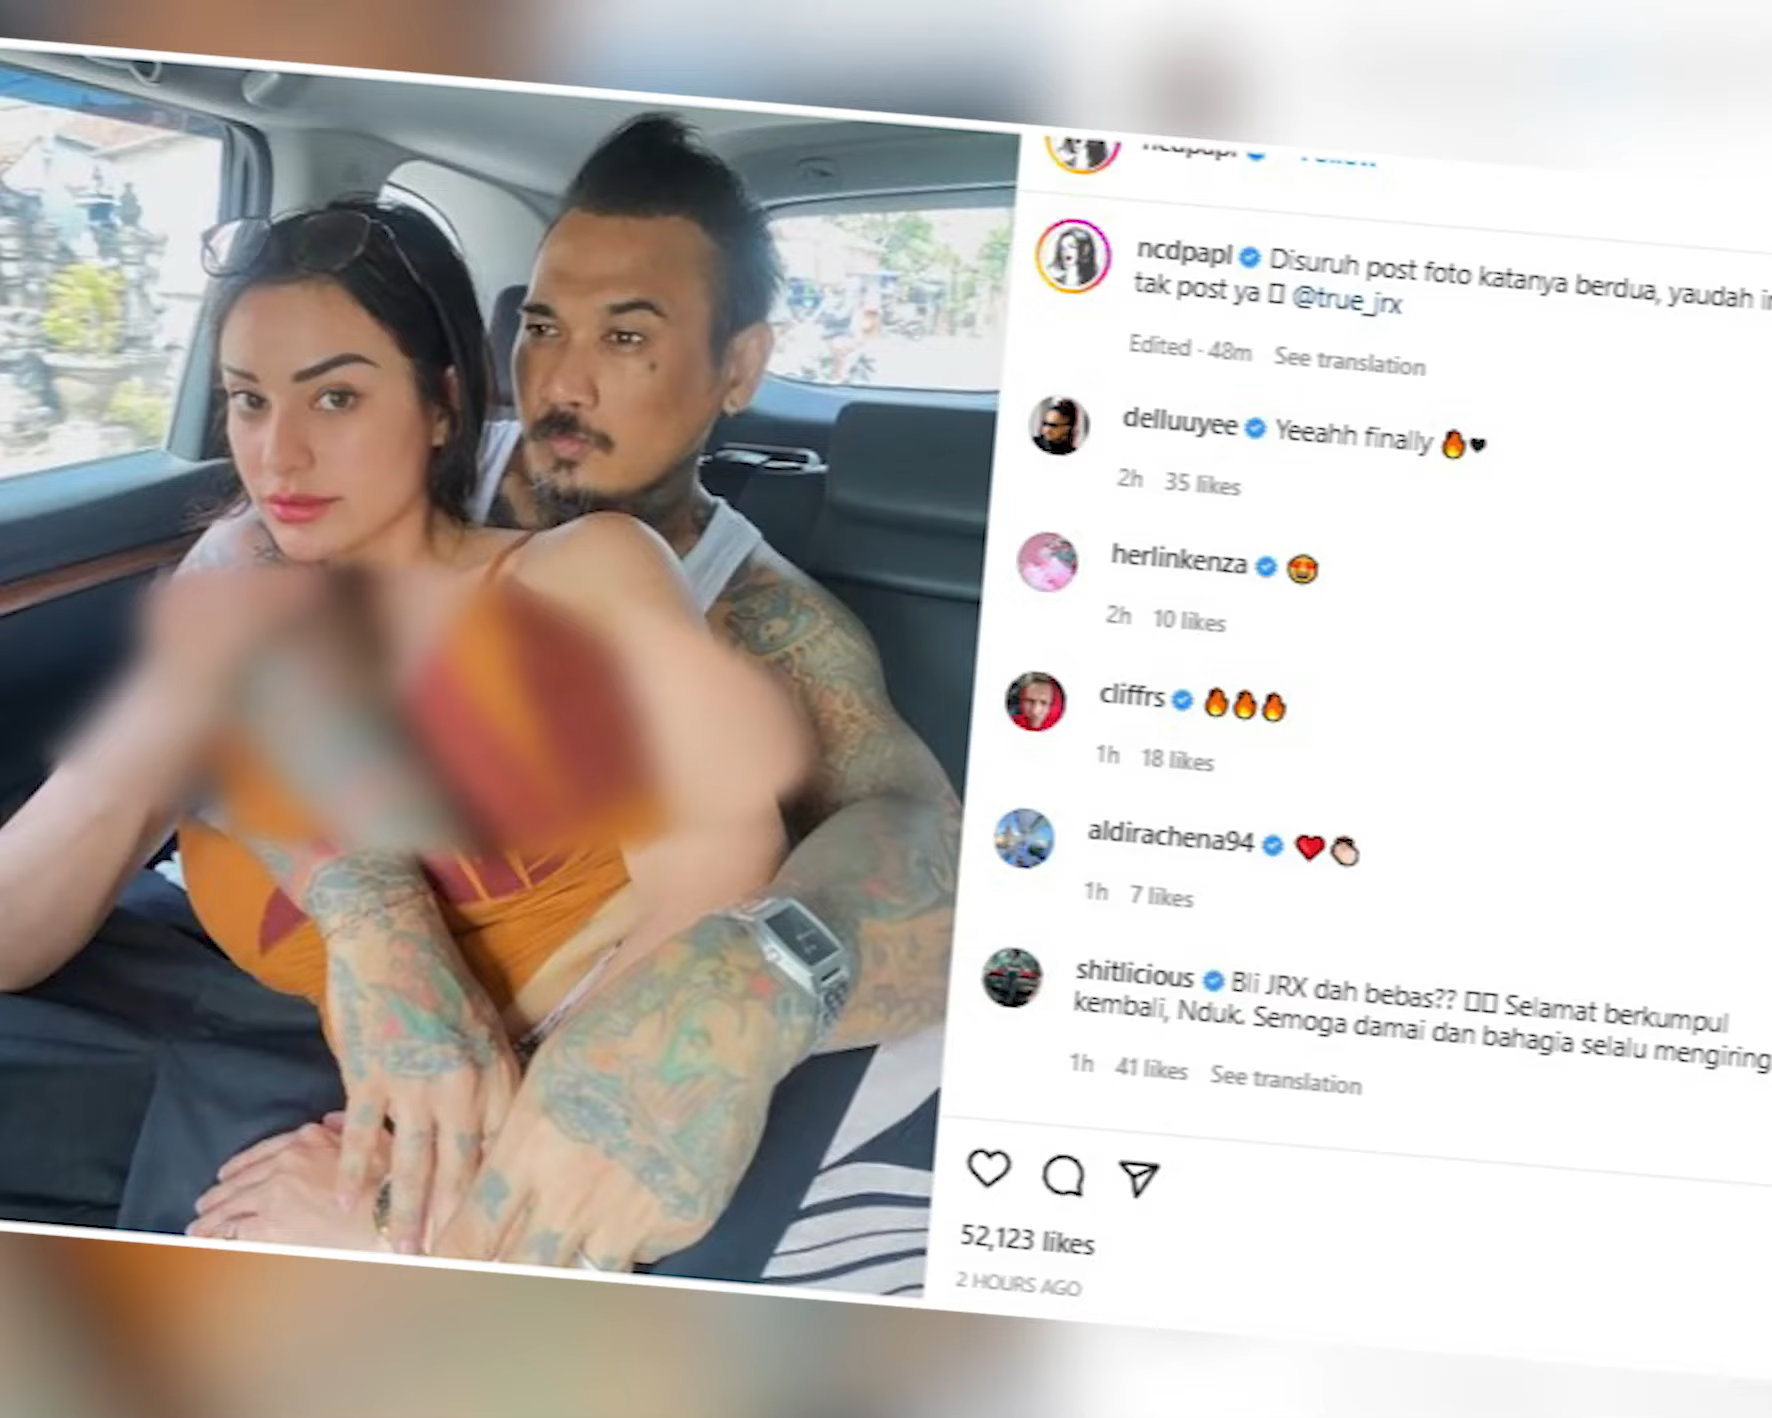 ncdpapl Follow
ncdpapl Disuruh post foto katanya berdua, yaudah
tak post ya @true_jrx
Edited · 48m See translation
delluuyee Yeeahh finally 🔥🖤
2h 35 likes
herlinkenza 🤩
2h 10 likes
cliffrs 🔥🔥🔥
1h 18 likes
aldirachena94 ❤️👏🏻
1h 7 likes
shitlicious Bli JRX dah bebas?? Selamat berkumpul
kembali, Nduk. Semoga damai dan bahagia selalu mengiring
1h 41 likes See translation
52,123 likes
2 HOURS AGO